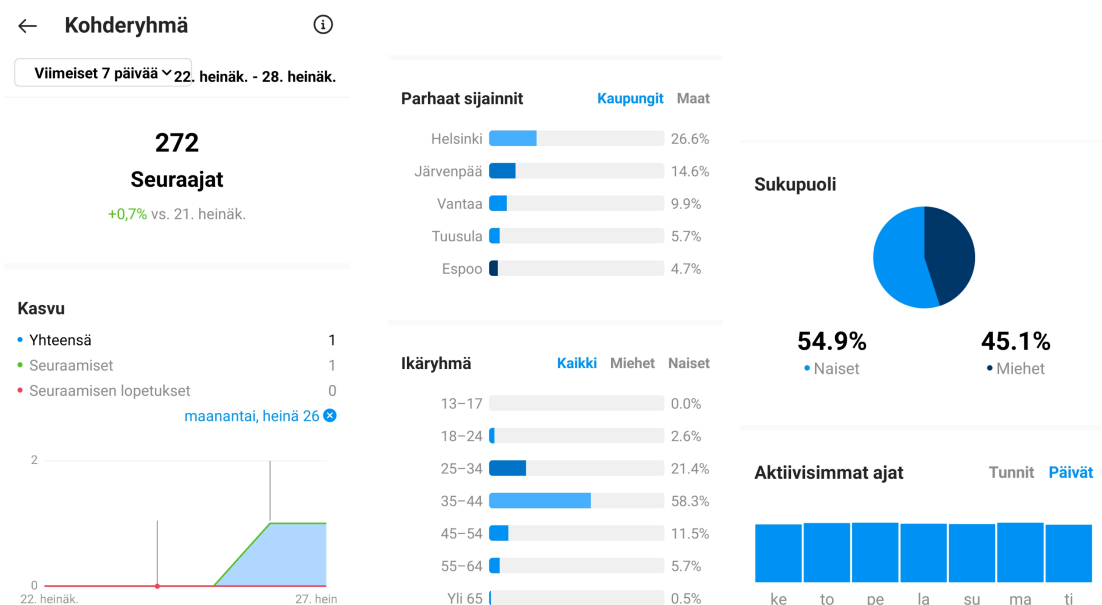 Kohderyhmä
Viimeiset 7 päivää 22. heinäk. - 28. heinäk.
272
Seuraajat
+0,7% vs. 21. heinäk.
Kasvu
Yhteensä 1
Seuraamiset 1
Seuraamisen lopetukset 0
maanantai, heinä 26
2
0
22. heinäk. 27. hein
Parhaat sijainnit Kaupungit Maat
Helsinki 26.6%
Järvenpää 14.6%
Vantaa 9.9%
Tuusula 5.7%
Espoo 4.7%
Ikäryhmä Kaikki Miehet Naiset
13–17 0.0%
18–24 2.6%
25–34 21.4%
35–44 58.3%
45–54 11.5%
55–64 5.7%
Yli 65 0.5%
Sukupuoli
54.9% 45.1%
Naiset Miehet
Aktiivisimmat ajat Tunnit Päivät
ke to pe la su ma ti